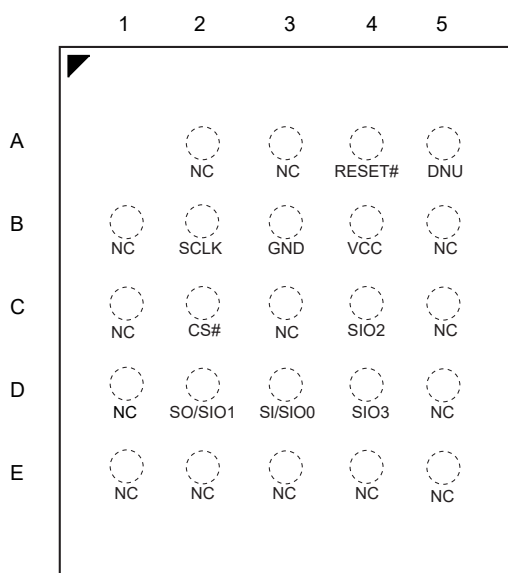 1 2 3 4 5
A
NC NC RESET# DNU
B
NC SCLK GND VCC NC
C
NC CS# NC SIO2 NC
D
NC SO/SIO1 SI/SIO0 SIO3 NC
E
NC NC NC NC NC